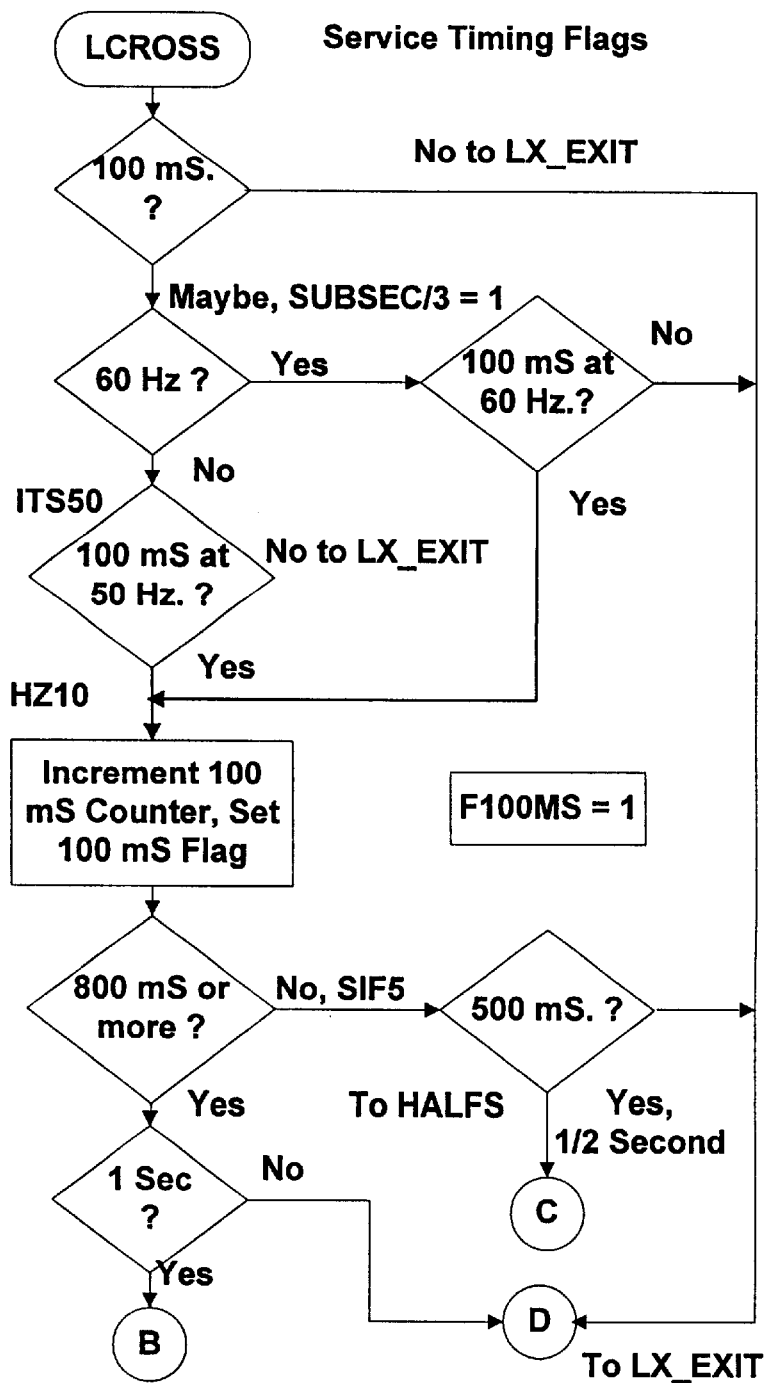 LCROSS
Service Timing Flags
100 mS.
?
No to LX_EXIT
Maybe, SUBSEC/3 = 1
60 Hz ?
Yes
100 mS at
60 Hz.?
No
No
Yes
ITS50
100 mS at
50 Hz. ?
No to LX_EXIT
Yes
HZ10
Increment 100
mS Counter, Set
100 mS Flag
F100MS = 1
800 mS or
more ?
No, SIF5
500 mS. ?
Yes
To HALFS
Yes,
1/2 Second
1 Sec
?
No
C
Yes
B
D
To LX_EXIT